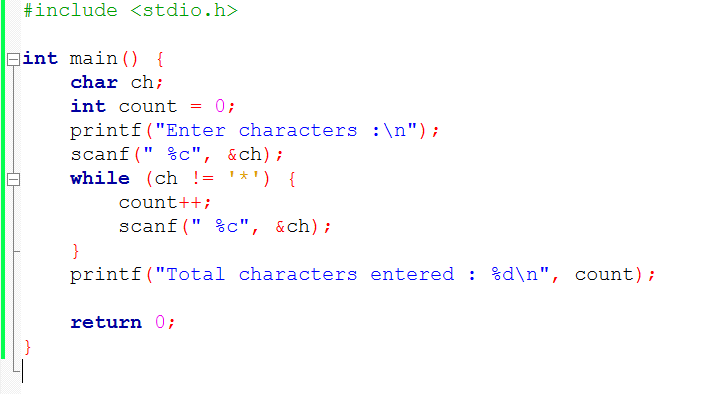 #include <stdio.h>
int main() {
char ch;
int count = 0;
printf("Enter characters :\n");
scanf(" %c", &ch);
while (ch != '*') {
count++;
scanf(" %c", &ch);
}
printf("Total characters entered : %d\n", count);
return 0;
}